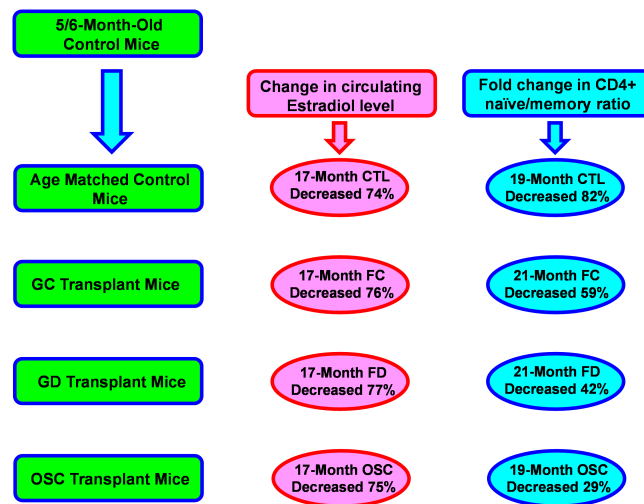 5/6-Month-Old
Control Mice
Change in circulating
Estradiol level
Fold change in CD4+
naïve/memory ratio
Age Matched Control
Mice
17-Month CTL
Decreased 74%
19-Month CTL
Decreased 82%
GC Transplant Mice
17-Month FC
Decreased 76%
21-Month FC
Decreased 59%
GD Transplant Mice
17-Month FD
Decreased 77%
21-Month FD
Decreased 42%
OSC Transplant Mice
17-Month OSC
Decreased 75%
19-Month OSC
Decreased 29%